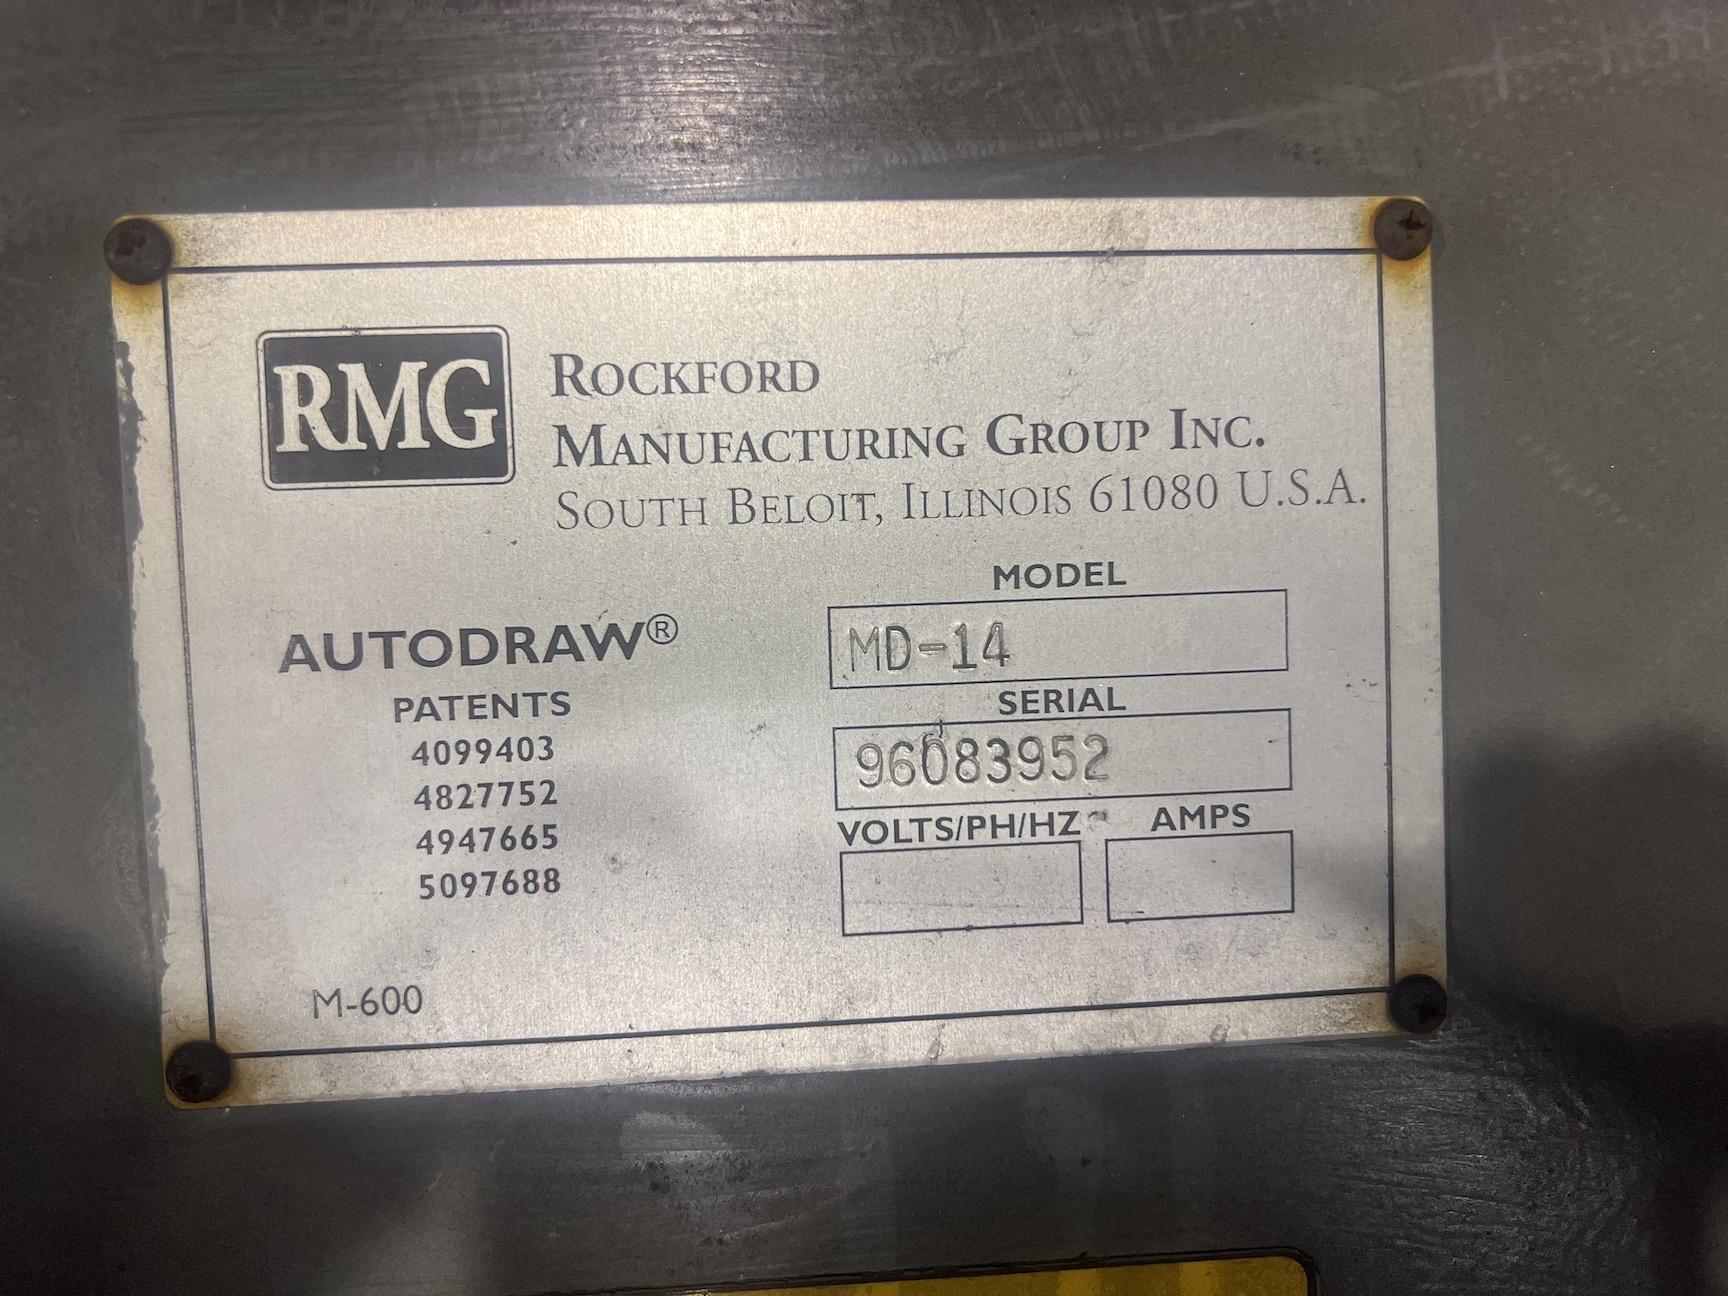 RMG
ROCKFORD
MANUFACTURING GROUP INC.
SOUTH BELOIT, ILLINOIS 61080 U.S.A.
AUTODRAW®
PATENTS
4099403
4827752
4947665
5097688
M-600
MODEL
MD-14
SERIAL
96083952
VOLTS/PH/HZ AMPS